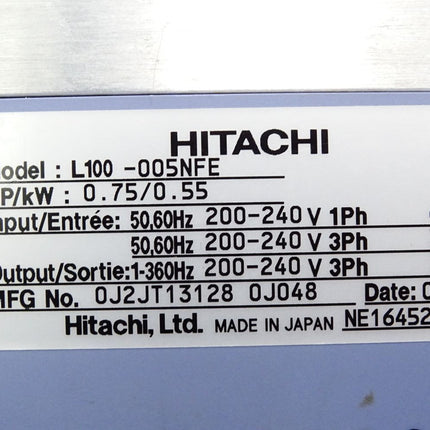 HITACHI
odel : L100 -005NFE
P/kW : 0.75/0.55
nput/Entrée: 50,60Hz 200-240 V 1Ph
50,60Hz 200-240 V 3Ph
Output/Sortie: 1-360Hz 200-240 V 3Ph
MFG No. 0J2JT13128 0J048 Date: 0
Hitachi, Ltd. MADE IN JAPAN NE16452